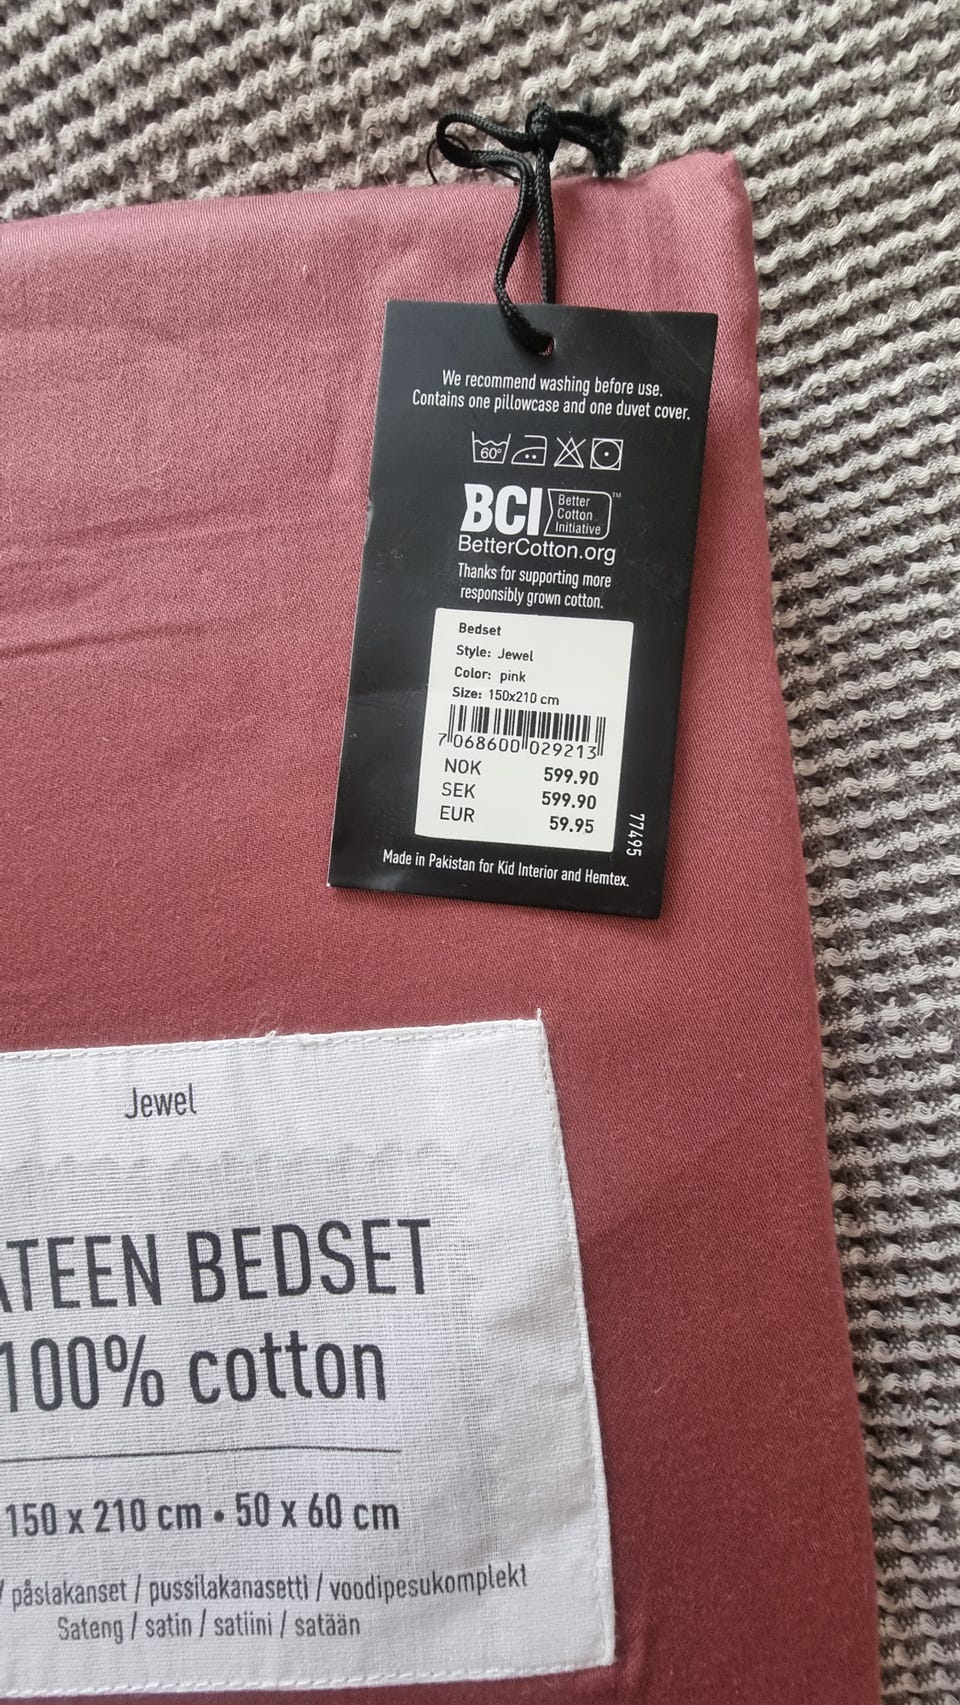 We recommend washing before use.
Contains one pillowcase and one duvet cover.
60°
BCI Better Cotton Initiative™
BetterCotton.org
Thanks for supporting more
responsibly grown cotton.
Bedset
Style: Jewel
Color: pink
Size: 150x210 cm
7 068600 029213
NOK 599.90
SEK 599.90
EUR 59.95
77495
Made in Pakistan for Kid Interior and Hemtex.
Jewel
ATEEN BEDSET
100% cotton
150 x 210 cm • 50 x 60 cm
/ påslakanset / pussilakanasetti / voodipesukomplekt
Sateng / satin / satiini / satään